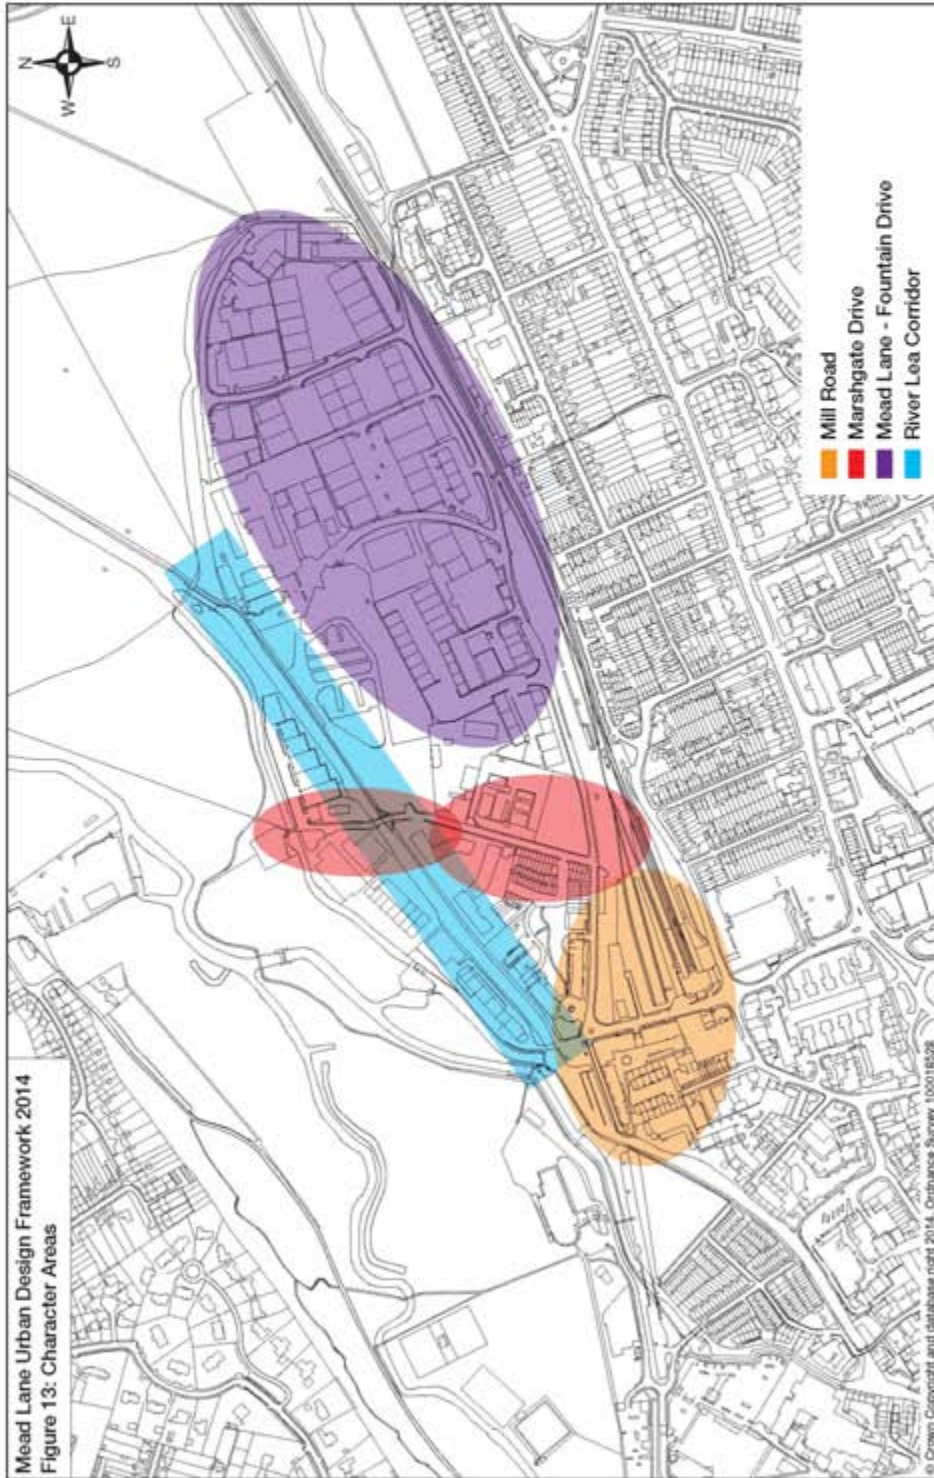 Mead Lane Urban Design Framework 2014
Figure 13: Character Areas
N
E
S
W
Mill Road
Marshgate Drive
Mead Lane - Fountain Drive
River Lea Corridor
© Crown Copyright and database right 2014. Ordnance Survey 100018528